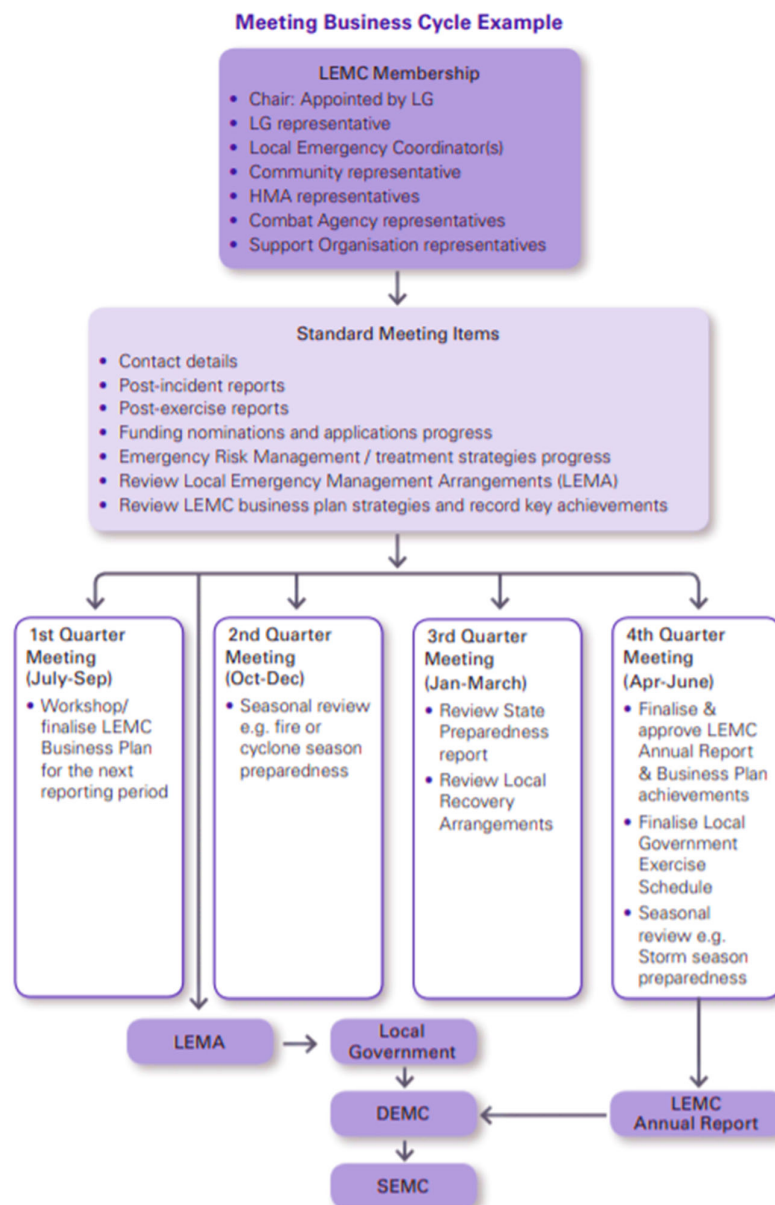 Meeting Business Cycle Example
LEMC Membership
• Chair: Appointed by LG
• LG representative
• Local Emergency Coordinator(s)
• Community representative
• HMA representatives
• Combat Agency representatives
• Support Organisation representatives
Standard Meeting Items
• Contact details
• Post-incident reports
• Post-exercise reports
• Funding nominations and applications progress
• Emergency Risk Management / treatment strategies progress
• Review Local Emergency Management Arrangements (LEMA)
• Review LEMC business plan strategies and record key achievements
1st Quarter
Meeting
(July-Sep)
• Workshop/
finalise LEMC
Business Plan
for the next
reporting period
2nd Quarter
Meeting
(Oct-Dec)
• Seasonal review
e.g. fire or
cyclone season
preparedness
3rd Quarter
Meeting
(Jan-March)
• Review State
Preparedness
report
• Review Local
Recovery
Arrangements
4th Quarter
Meeting
(Apr-June)
• Finalise &
approve LEMC
Annual Report
& Business Plan
achievements
• Finalise Local
Government
Exercise
Schedule
• Seasonal
review e.g.
Storm season
preparedness
LEMA
Local
Government
DEMC
LEMC
Annual Report
SEMC